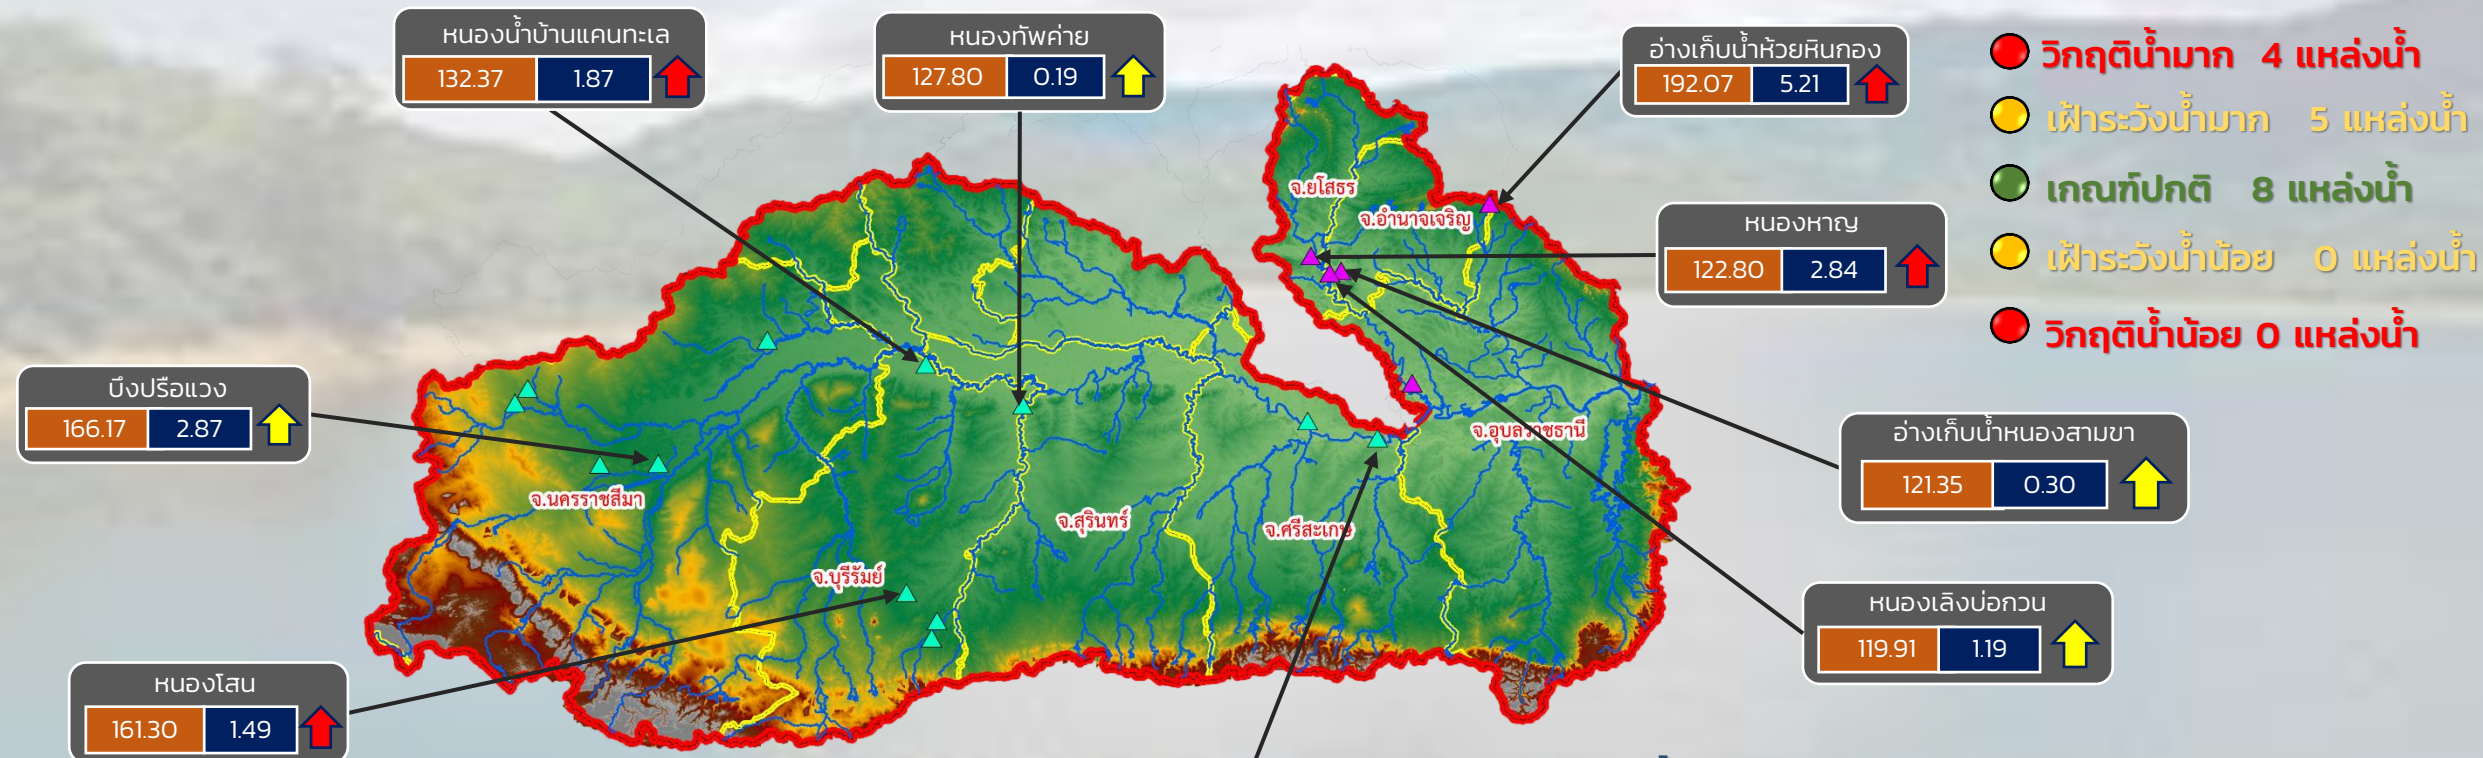 หนองน้ำบ้านแคนทะเล
132.37 1.87
หนองทัพค่าย
127.80 0.19
อ่างเก็บน้ำห้วยหินกอง
192.07 5.21
วิกฤติน้ำมาก 4 แหล่งน้ำ
เฝ้าระวังน้ำมาก 5 แหล่งน้ำ
เกณฑ์ปกติ 8 แหล่งน้ำ
เฝ้าระวังน้ำน้อย 0 แหล่งน้ำ
วิกฤติน้ำน้อย 0 แหล่งน้ำ
จ.ยโสธร
จ.อำนาจเจริญ
หนองหาญ
122.80 2.84
บึงปรือแวง
166.17 2.87
จ.นครราชสีมา
จ.บุรีรัมย์
จ.สุรินทร์
จ.ศรีสะเกษ
จ.อุบลราชธานี
อ่างเก็บน้ำหนองสามขา
121.35 0.30
หนองเลิงบ่อกวน
119.91 1.19
หนองโสน
161.30 1.49